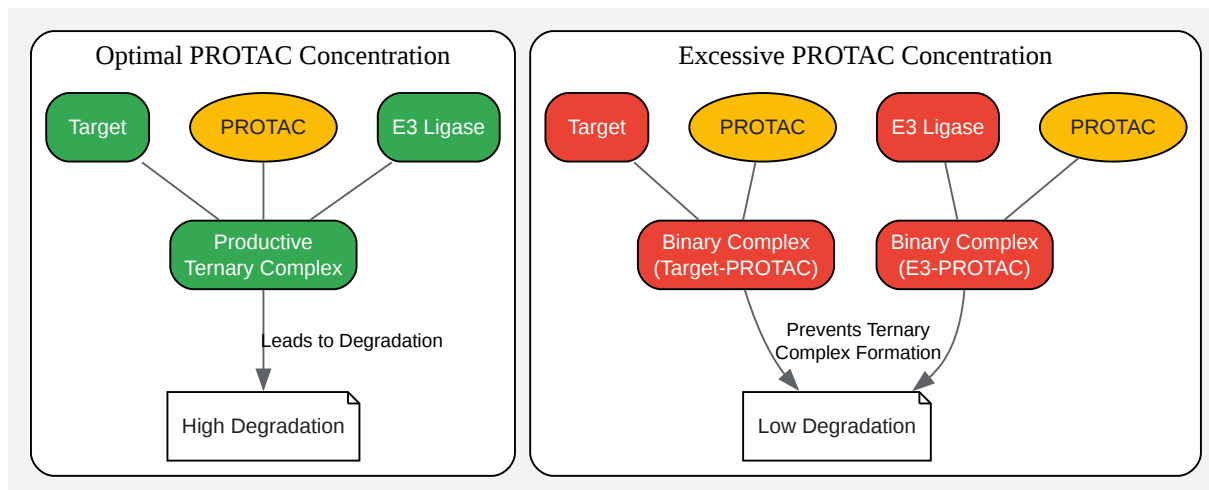 Optimal PROTAC Concentration
Target
PROTAC
E3 Ligase
Productive
Ternary Complex
Leads to Degradation
High Degradation
Excessive PROTAC Concentration
Target
PROTAC
E3 Ligase
PROTAC
Binary Complex
(Target-PROTAC)
Binary Complex
(E3-PROTAC)
Prevents Ternary
Complex Formation
Low Degradation